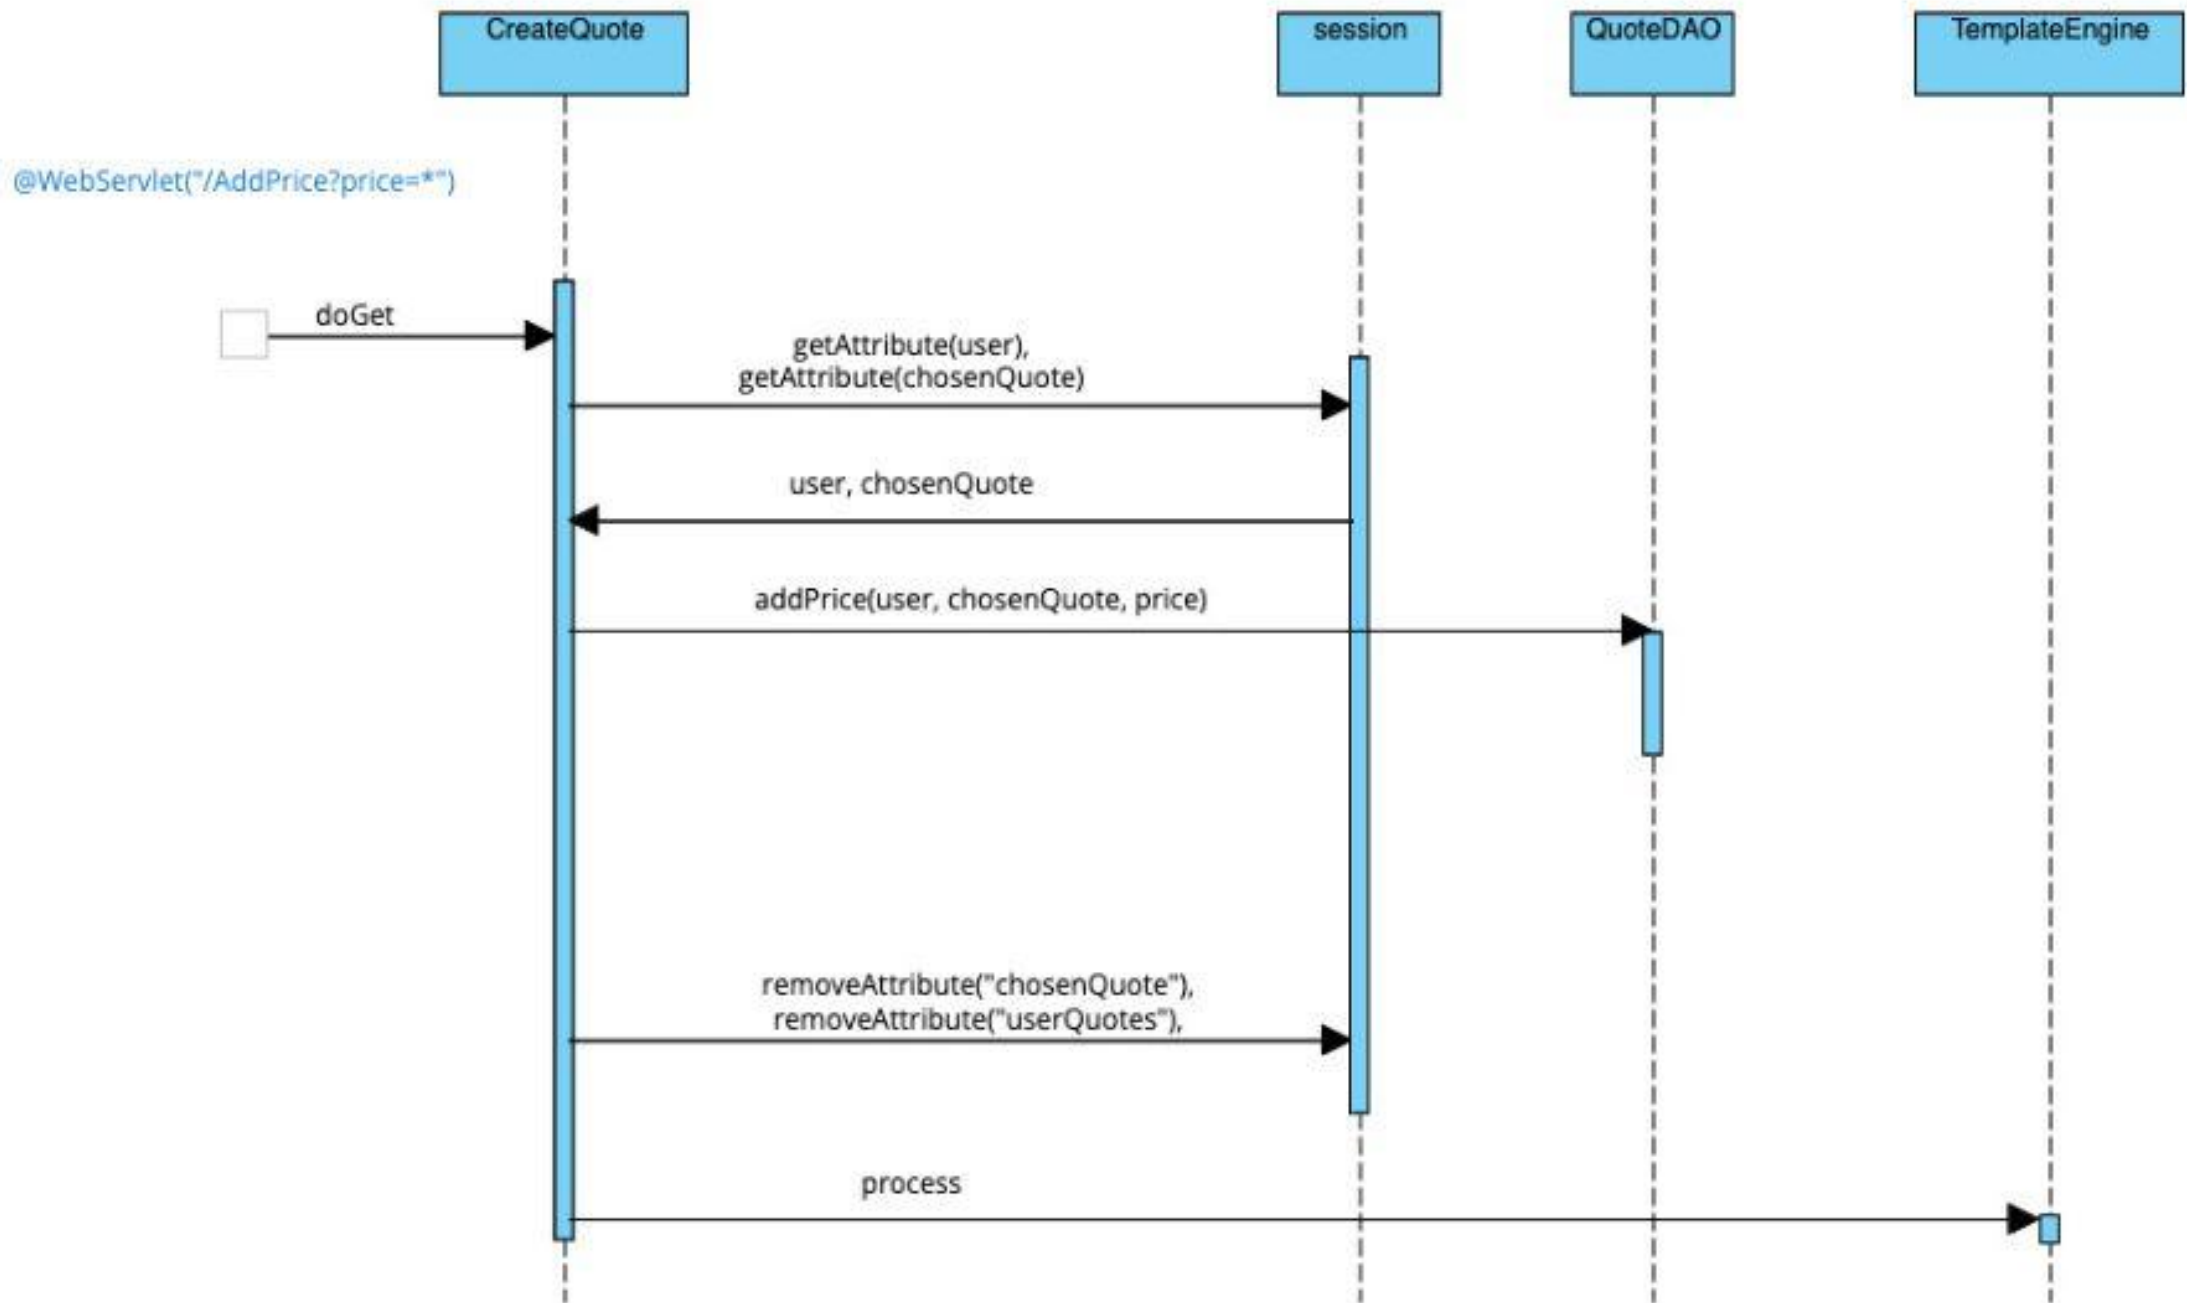 CreateQuote
session
QuoteDAO
TemplateEngine
@WebServlet("/AddPrice?price=*")
doGet
getAttribute(user),
getAttribute(chosenQuote)
user, chosenQuote
addPrice(user, chosenQuote, price)
removeAttribute("chosenQuote"),
removeAttribute("userQuotes"),
process